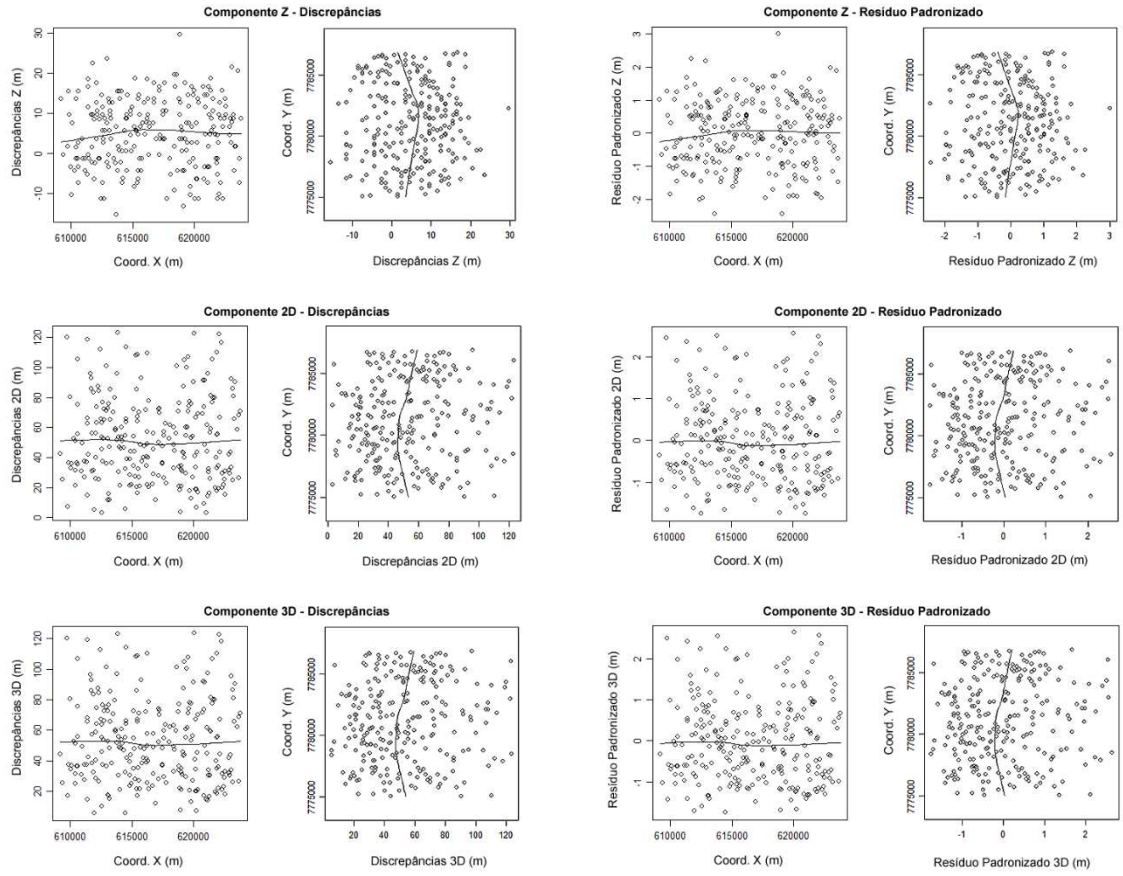 Componente Z - Discrepâncias
Discrepâncias Z (m)
30
20
10
0
-10
610000 615000 620000
Coord. X (m)
Coord. Y (m)
7785000
7780000
7775000
-10 0 10 20 30
Discrepâncias Z (m)
Componente Z - Resíduo Padronizado
Resíduo Padronizado Z (m)
3
2
1
0
-1
-2
610000 615000 620000
Coord. X (m)
Coord. Y (m)
7785000
7780000
7775000
-2 -1 0 1 2 3
Resíduo Padronizado Z (m)
Componente 2D - Discrepâncias
Discrepâncias 2D (m)
120
100
80
60
40
20
0
610000 615000 620000
Coord. X (m)
Coord. Y (m)
7785000
7780000
7775000
0 20 40 60 80 100 120
Discrepâncias 2D (m)
Componente 2D - Resíduo Padronizado
Resíduo Padronizado 2D (m)
2
1
0
-1
610000 615000 620000
Coord. X (m)
Coord. Y (m)
7785000
7780000
7775000
-1 0 1 2
Resíduo Padronizado 2D (m)
Componente 3D - Discrepâncias
Discrepâncias 3D (m)
120
100
80
60
40
20
610000 615000 620000
Coord. X (m)
Coord. Y (m)
7785000
7780000
7775000
20 40 60 80 100 120
Discrepâncias 3D (m)
Componente 3D - Resíduo Padronizado
Resíduo Padronizado 3D (m)
2
1
0
-1
610000 615000 620000
Coord. X (m)
Coord. Y (m)
7785000
7780000
7775000
-1 0 1 2
Resíduo Padronizado 3D (m)